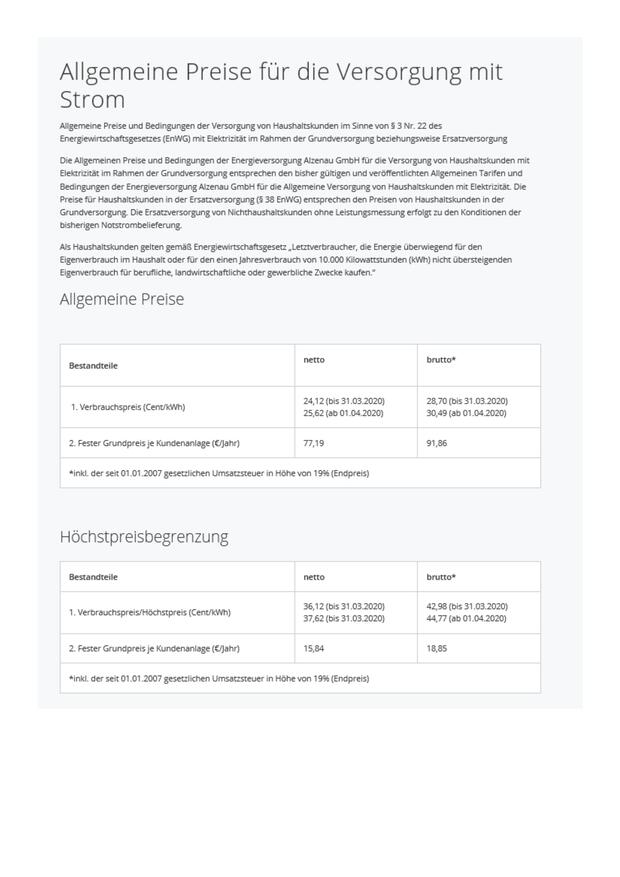 Allgemeine Preise für die Versorgung mit
Strom
Allgemeine Preise und Bedingungen der Versorgung von Haushaltskunden im Sinne von § 3 Nr. 22 des
Energiewirtschaftsgesetzes (EnWG) mit Elektrizität im Rahmen der Grundversorgung beziehungsweise Ersatzversorgung
Die Allgemeinen Preise und Bedingungen der Energieversorgung Alzenau GmbH für die Versorgung von Haushaltskunden mit
Elektrizität im Rahmen der Grundversorgung entsprechen den bisher gültigen und veröffentlichten Allgemeinen Tarifen und
Bedingungen der Energieversorgung Alzenau GmbH für die Allgemeine Versorgung von Haushaltskunden mit Elektrizität. Die
Preise für Haushaltskunden in der Ersatzversorgung (§ 38 EnWG) entsprechen den Preisen von Haushaltskunden in der
Grundversorgung. Die Ersatzversorgung von Nichthaushaltskunden ohne Leistungsmessung erfolgt zu den Konditionen der
bisherigen Notstrombelieferung.
Als Haushaltskunden gelten gemäß Energiewirtschaftsgesetz „Letztverbraucher, die Energie überwiegend für den
Eigenverbrauch im Haushalt oder für den einen Jahresverbrauch von 10.000 Kilowattstunden (kWh) nicht übersteigenden
Eigenverbrauch für berufliche, landwirtschaftliche oder gewerbliche Zwecke kaufen.“
Allgemeine Preise
Bestandteile netto brutto*
1. Verbrauchspreis (Cent/kWh) 24,12 (bis 31.03.2020) 28,70 (bis 31.03.2020)
25,62 (ab 01.04.2020) 30,49 (ab 01.04.2020)
2. Fester Grundpreis je Kundenanlage (€/Jahr) 77,19 91,86
*inkl. der seit 01.01.2007 gesetzlichen Umsatzsteuer in Höhe von 19% (Endpreis)
Höchstpreisbegrenzung
Bestandteile netto brutto*
1. Verbrauchspreis/Höchstpreis (Cent/kWh) 36,12 (bis 31.03.2020) 42,98 (bis 31.03.2020)
37,62 (bis 31.03.2020) 44,77 (ab 01.04.2020)
2. Fester Grundpreis je Kundenanlage (€/Jahr) 15,84 18,85
*inkl. der seit 01.01.2007 gesetzlichen Umsatzsteuer in Höhe von 19% (Endpreis)